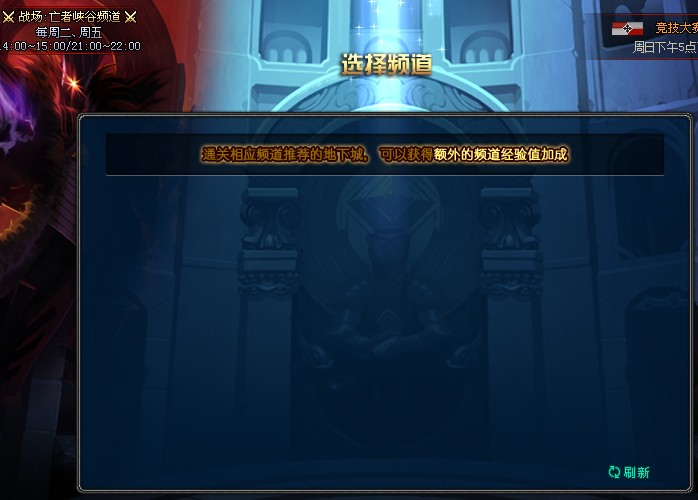 战场:亡者峡谷频道
每周二、周五
4:00~15:00/21:00~22:00
竞技大赛
周日下午5点
选择频道
通关相应频道推荐的地下城, 可以获得额外的频道经验值加成
刷新